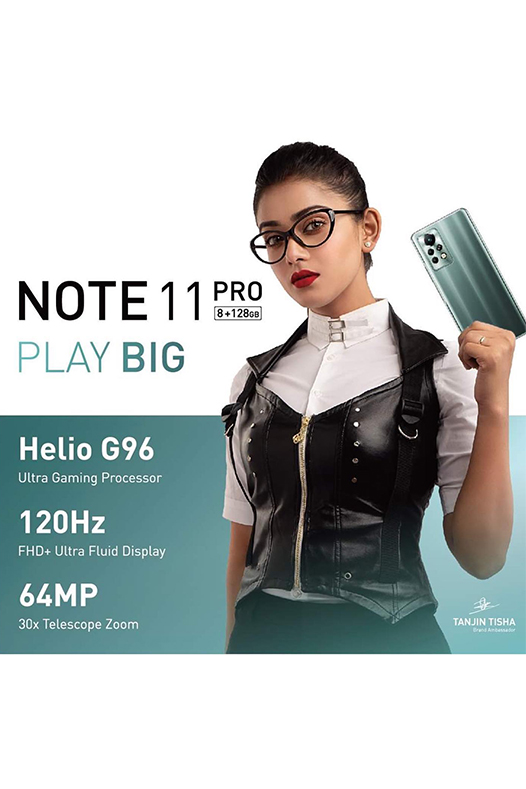 NOTE 11 PRO
8+128GB
PLAY BIG
Helio G96
Ultra Gaming Processor
120Hz
FHD+ Ultra Fluid Display
64MP
30x Telescope Zoom
TANJIN TISHA
Brand Ambassador